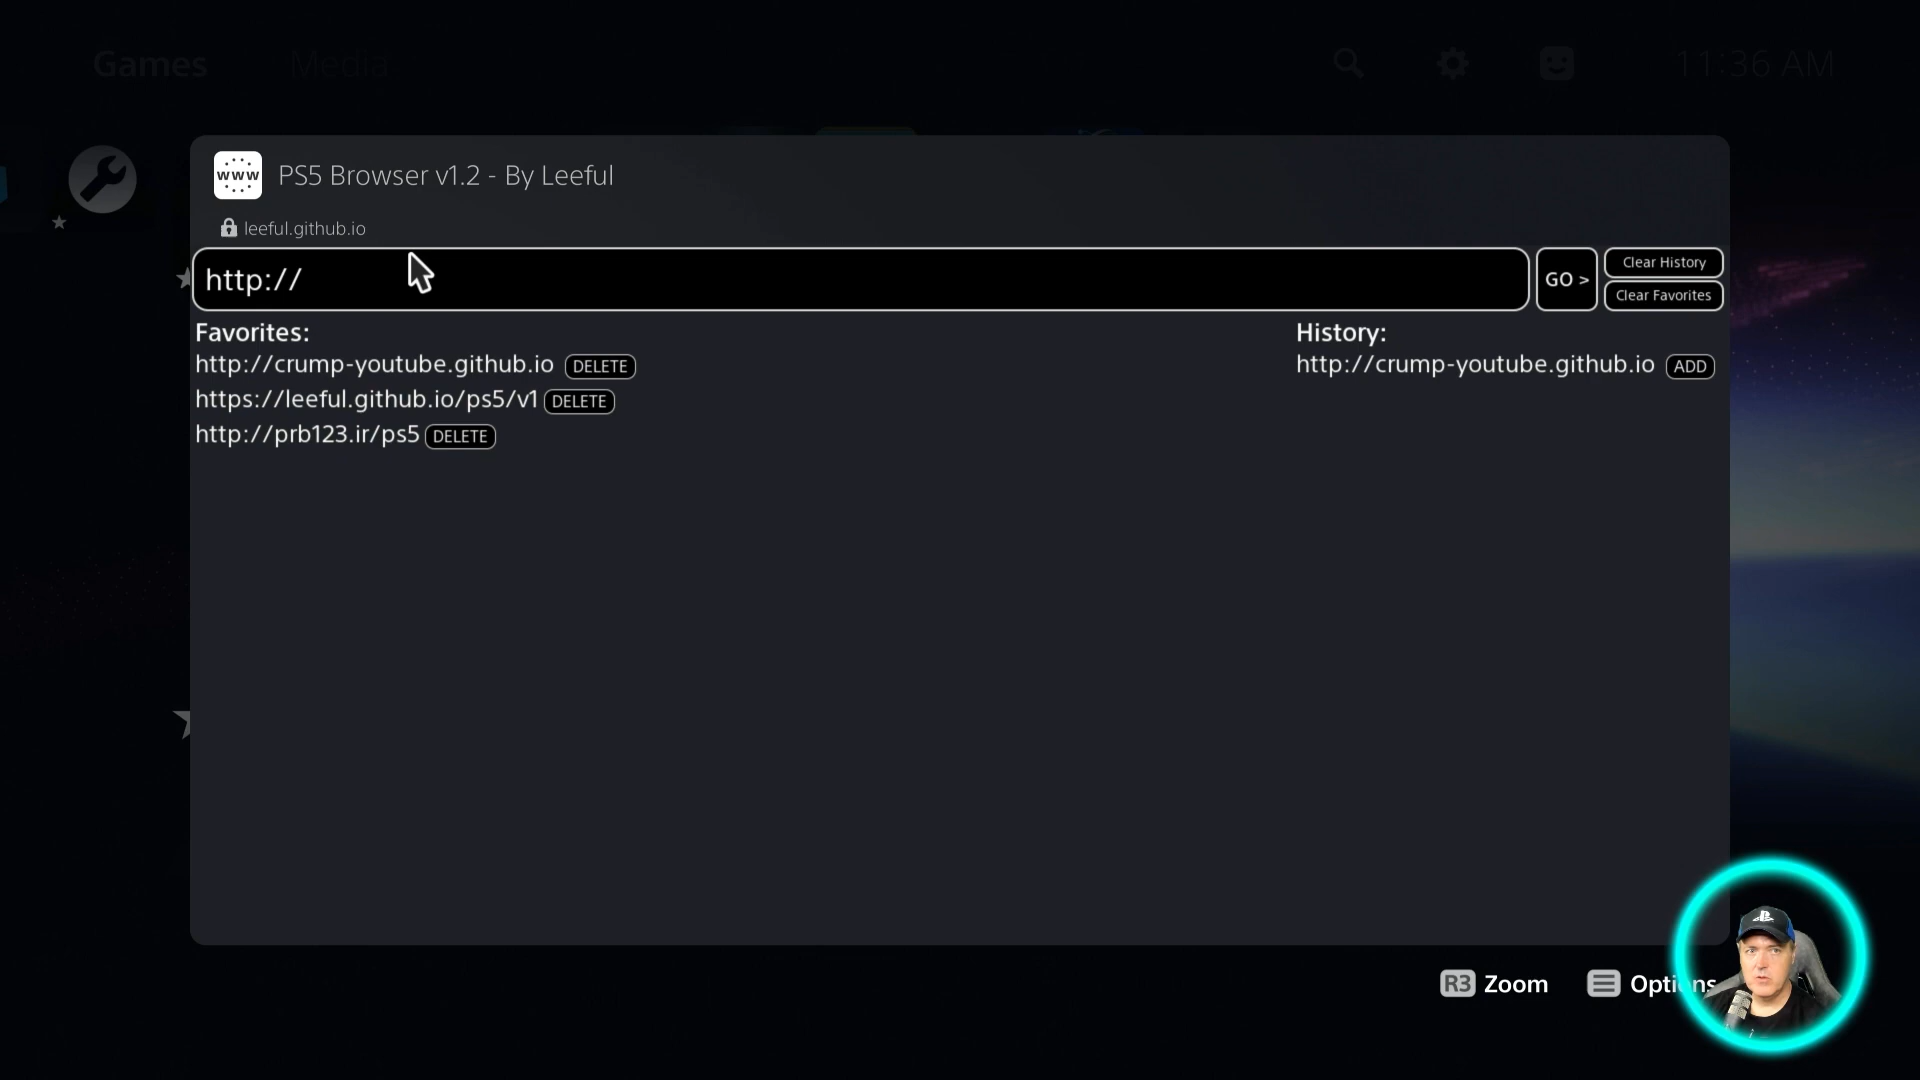 Games Media 11:36 AM
www PS5 Browser v1.2 - By Leeful
leeful.github.io
http:// GO > Clear History
Clear Favorites
Favorites: History:
http://crump-youtube.github.io DELETE http://crump-youtube.github.io ADD
https://leeful.github.io/ps5/v1 DELETE
http://prb123.ir/ps5 DELETE
R3 Zoom Options